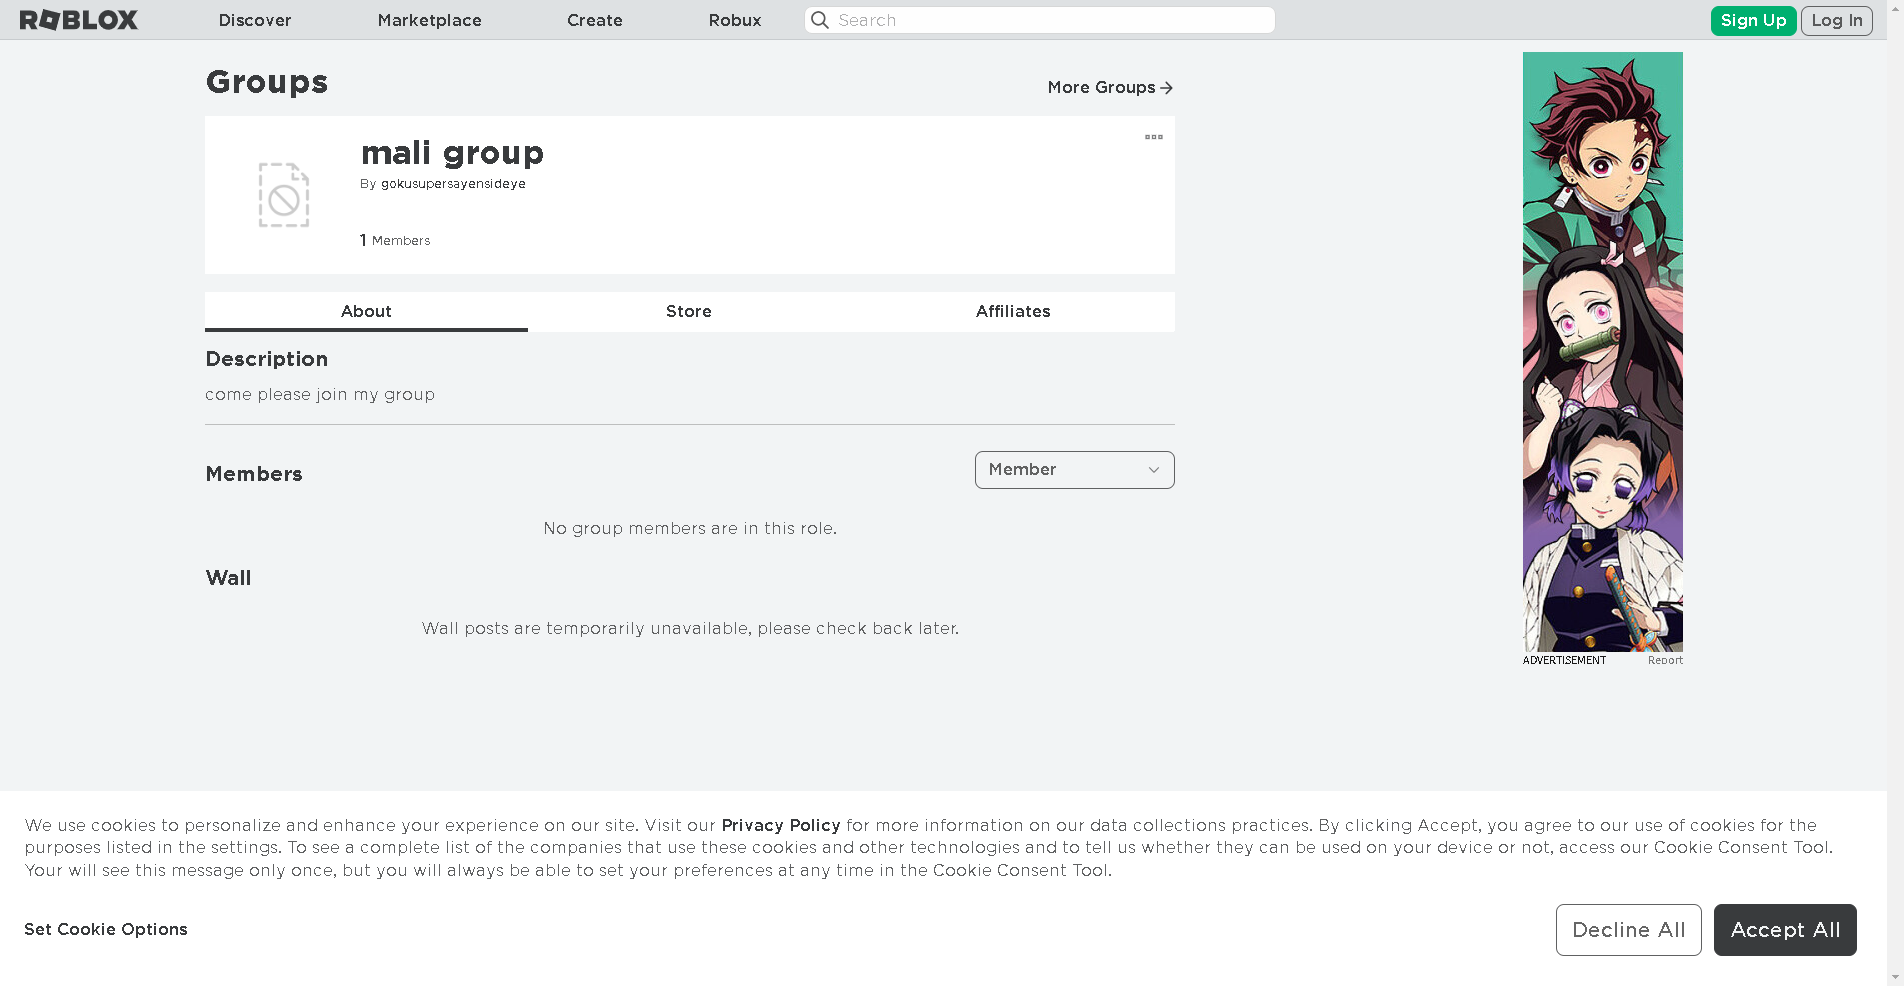 ROBLOX
Discover
Marketplace
Create
Robux
Search
Sign Up
Log In
Groups
More Groups
mali group
By gokusupersayensideye
1 Members
About
Store
Affiliates
Description
come please join my group
Members
Member
No group members are in this role.
Wall
Wall posts are temporarily unavailable, please check back later.
ADVERTISEMENT
Report
We use cookies to personalize and enhance your experience on our site. Visit our Privacy Policy for more information on our data collections practices. By clicking Accept, you agree to our use of cookies for the
purposes listed in the settings. To see a complete list of the companies that use these cookies and other technologies and to tell us whether they can be used on your device or not, access our Cookie Consent Tool.
Your will see this message only once, but you will always be able to set your preferences at any time in the Cookie Consent Tool.
Set Cookie Options
Decline All
Accept All